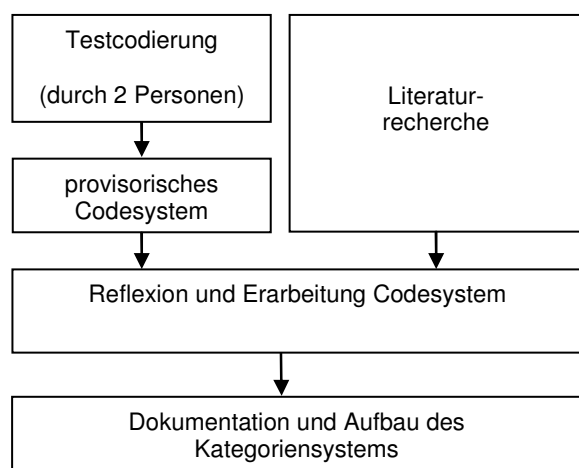 Testcodierung
(durch 2 Personen)
Literatur-
recherche
provisorisches
Codesystem
Reflexion und Erarbeitung Codesystem
Dokumentation und Aufbau des
Kategoriensystems